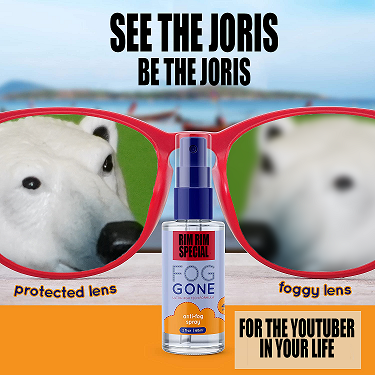 SEE THE JORIS
BE THE JORIS
RIM RIM
SPECIAL
FOG
GONE
anti-fog
spray
protected lens
foggy lens
FOR THE YOUTUBER
IN YOUR LIFE